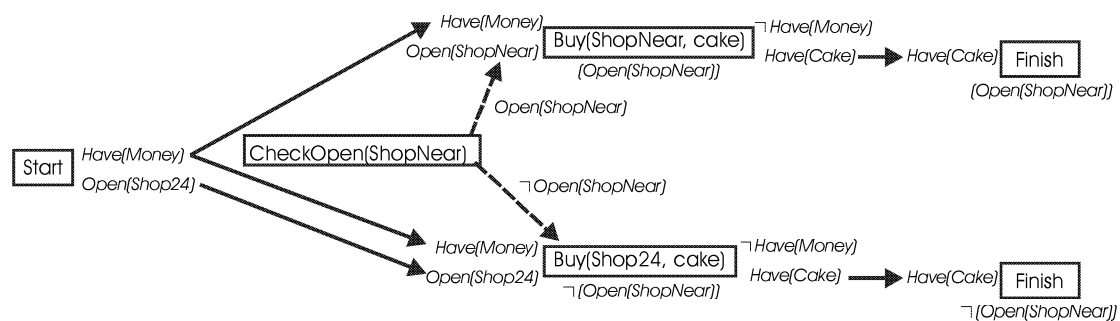 Have(Money)
¬Have(Money)
Open(ShopNear)
Buy(ShopNear, cake)
Have(Cake)
Have(Cake)
Finish
(Open(ShopNear))
(Open(ShopNear))
Open(ShopNear)
Start
Have(Money)
Open(Shop24)
CheckOpen(ShopNear)
¬Open(ShopNear)
Have(Money)
¬Have(Money)
Open(Shop24)
Buy(Shop24, cake)
Have(Cake)
Have(Cake)
Finish
¬(Open(ShopNear))
¬(Open(ShopNear))